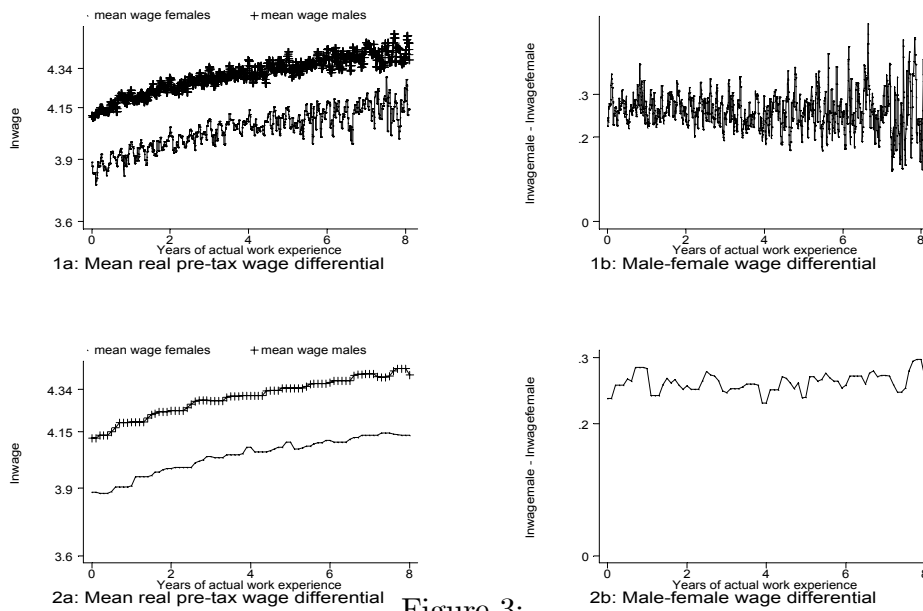 · mean wage females + mean wage males
lnwage
4.34
4.15
3.9
3.6
0 2 4 6 8
Years of actual work experience
1a: Mean real pre-tax wage differential
lnwagemale - lnwagefemale
.3
.2
0
0 2 4 6 8
Years of actual work experience
1b: Male-female wage differential
· mean wage females + mean wage males
lnwage
4.34
4.15
3.9
3.6
0 2 4 6 8
Years of actual work experience
2a: Mean real pre-tax wage differential
lnwagemale - lnwagefemale
.3
.2
0
0 2 4 6 8
Years of actual work experience
2b: Male-female wage differential
Figure 3: